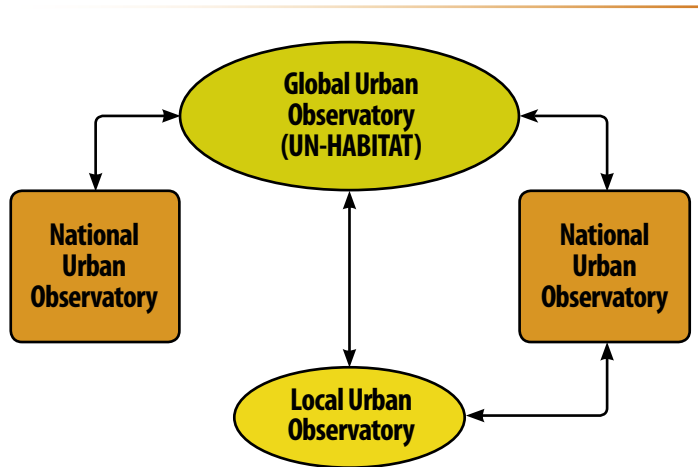 Global Urban
Observatory
(UN-HABITAT)
National
Urban
Observatory
National
Urban
Observatory
Local Urban
Observatory